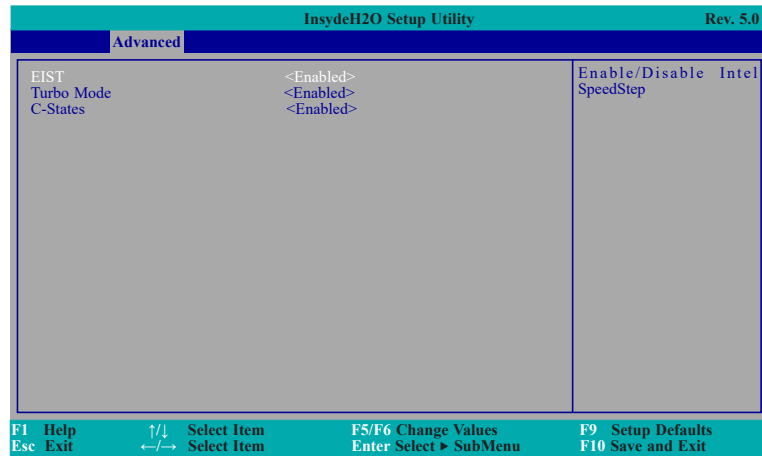 InsydeH2O Setup Utility Rev. 5.0
Advanced
EIST <Enabled>
Turbo Mode <Enabled>
C-States <Enabled>
Enable/Disable Intel
SpeedStep
F1 Help ↑/↓ Select Item F5/F6 Change Values F9 Setup Defaults
Esc Exit ←/→ Select Item Enter Select ► SubMenu F10 Save and Exit